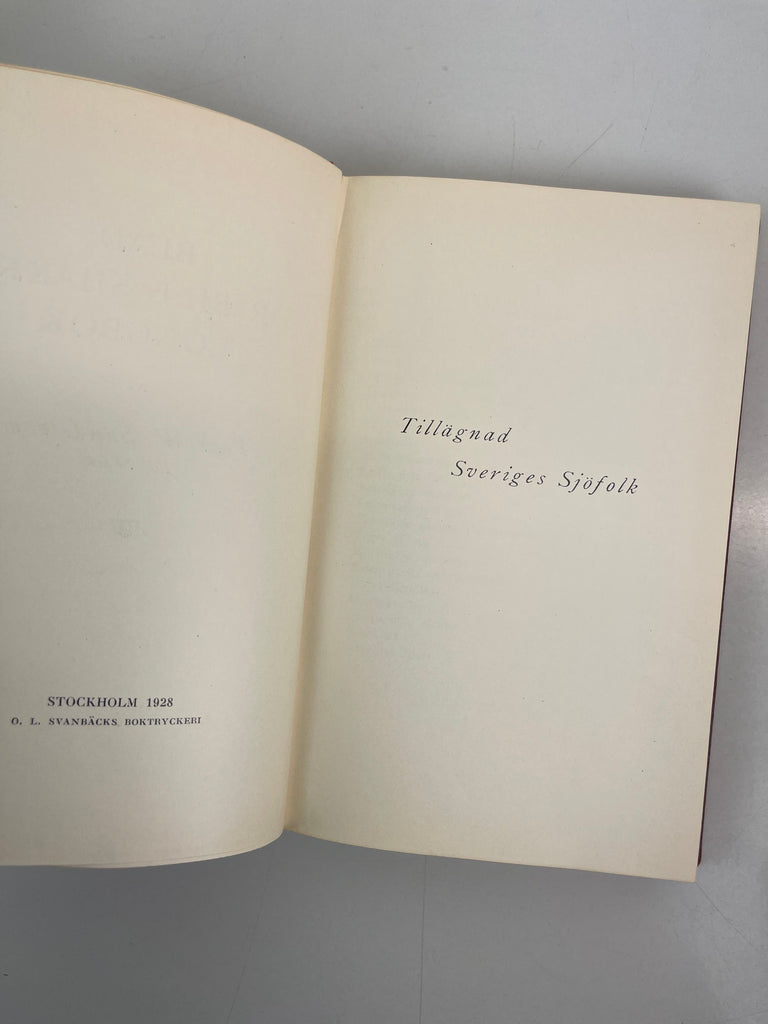 STOCKHOLM 1928
O. L. SVANBÄCKS BOKTRYCKERI
Tillägnad
Sveriges Sjöfolk